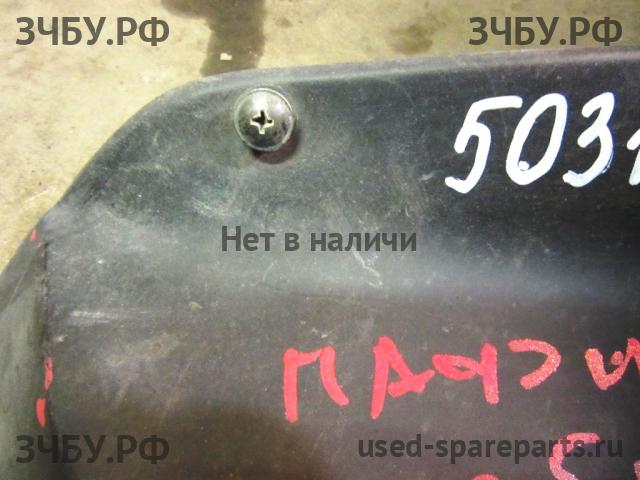 ЗЧБУ.РФ ЗЧБУ.РФ
503
Нет в наличи
ЗЧБУ.РФ used-spareparts.ru